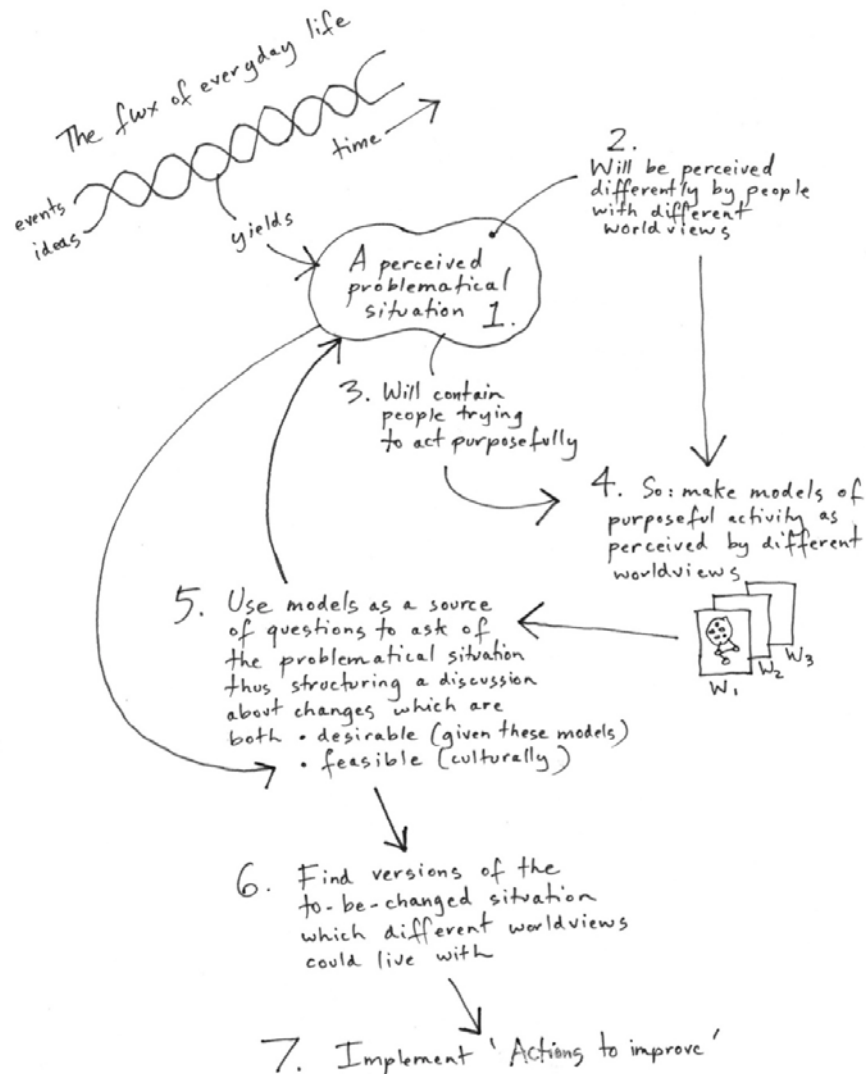 The flux of everyday life
time
events
ideas
yields
A perceived
problematical
situation 1.
2.
Will be perceived
differently by people
with different
worldviews
3. Will contain
people trying
to act purposefully
4. So: make models of
purposeful activity as
perceived by different
worldviews
W1
W2
W3
5. Use models as a source
of questions to ask of
the problematical situation
thus structuring a discussion
about changes which are
both • desirable (given these models)
• feasible (culturally)
6. Find versions of the
to-be-changed situation
which different worldviews
could live with
7. Implement 'Actions to improve'